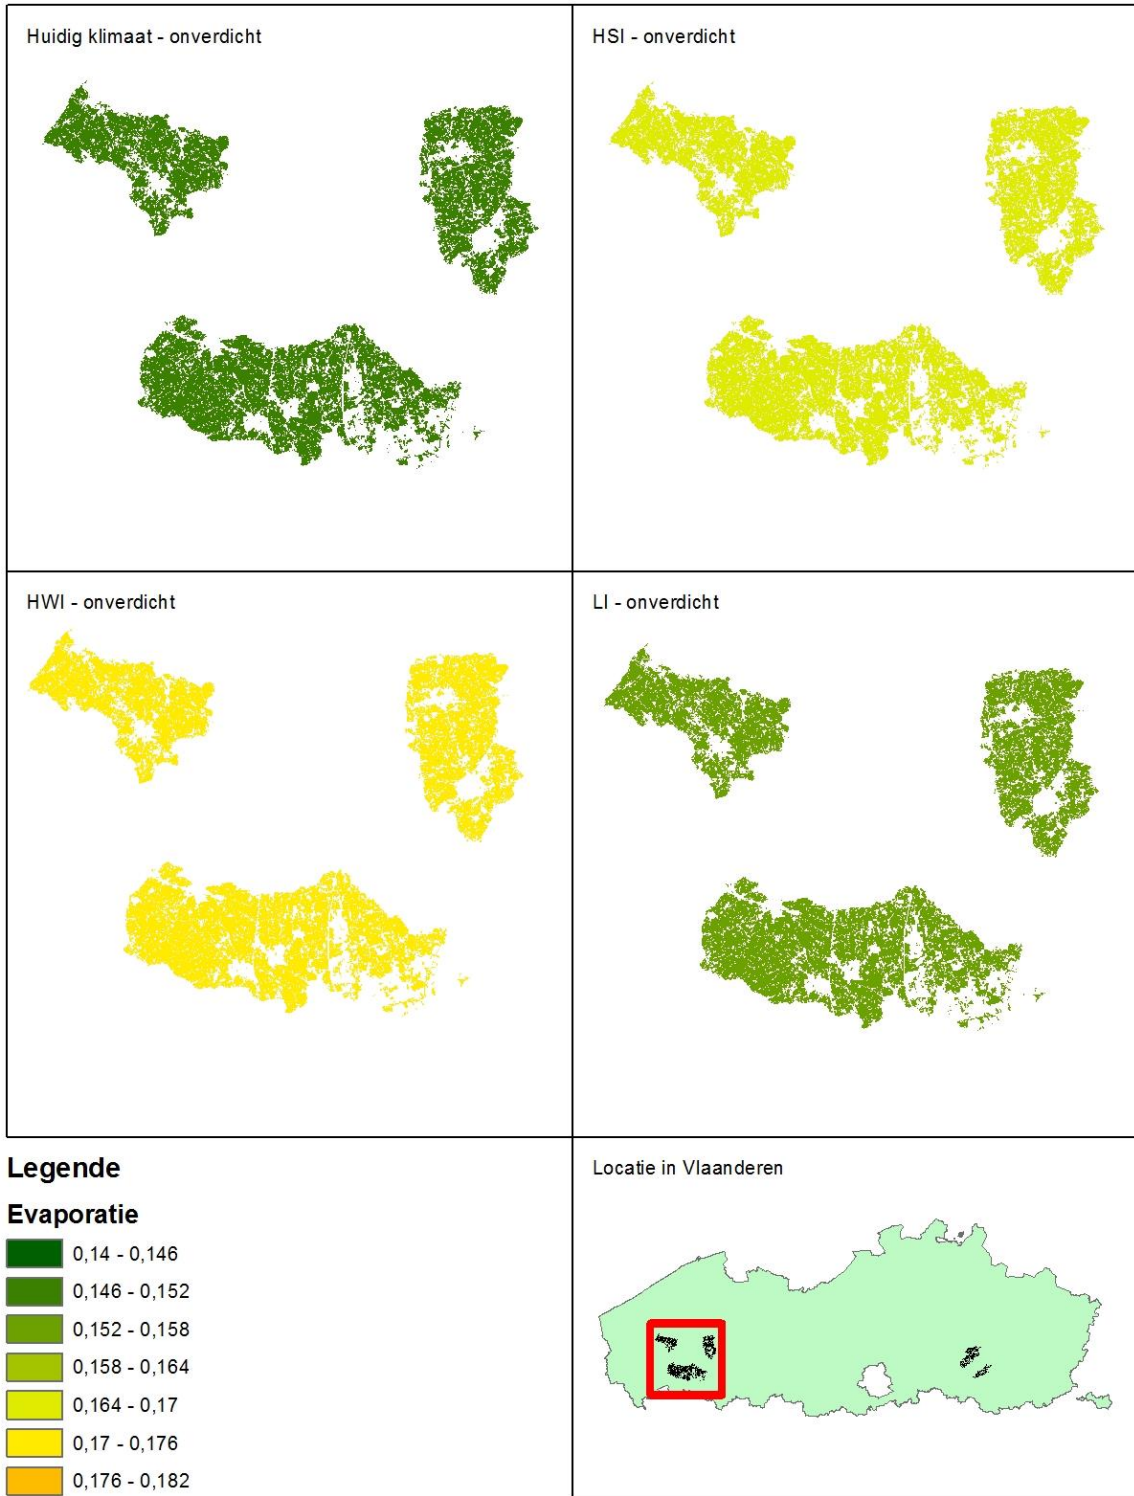 Huidig klimaat - onverdicht
HSI - onverdicht
HWI - onverdicht
LI - onverdicht
Legende
Evaporatie
0,14 - 0,146
0,146 - 0,152
0,152 - 0,158
0,158 - 0,164
0,164 - 0,17
0,17 - 0,176
0,176 - 0,182
Locatie in Vlaanderen